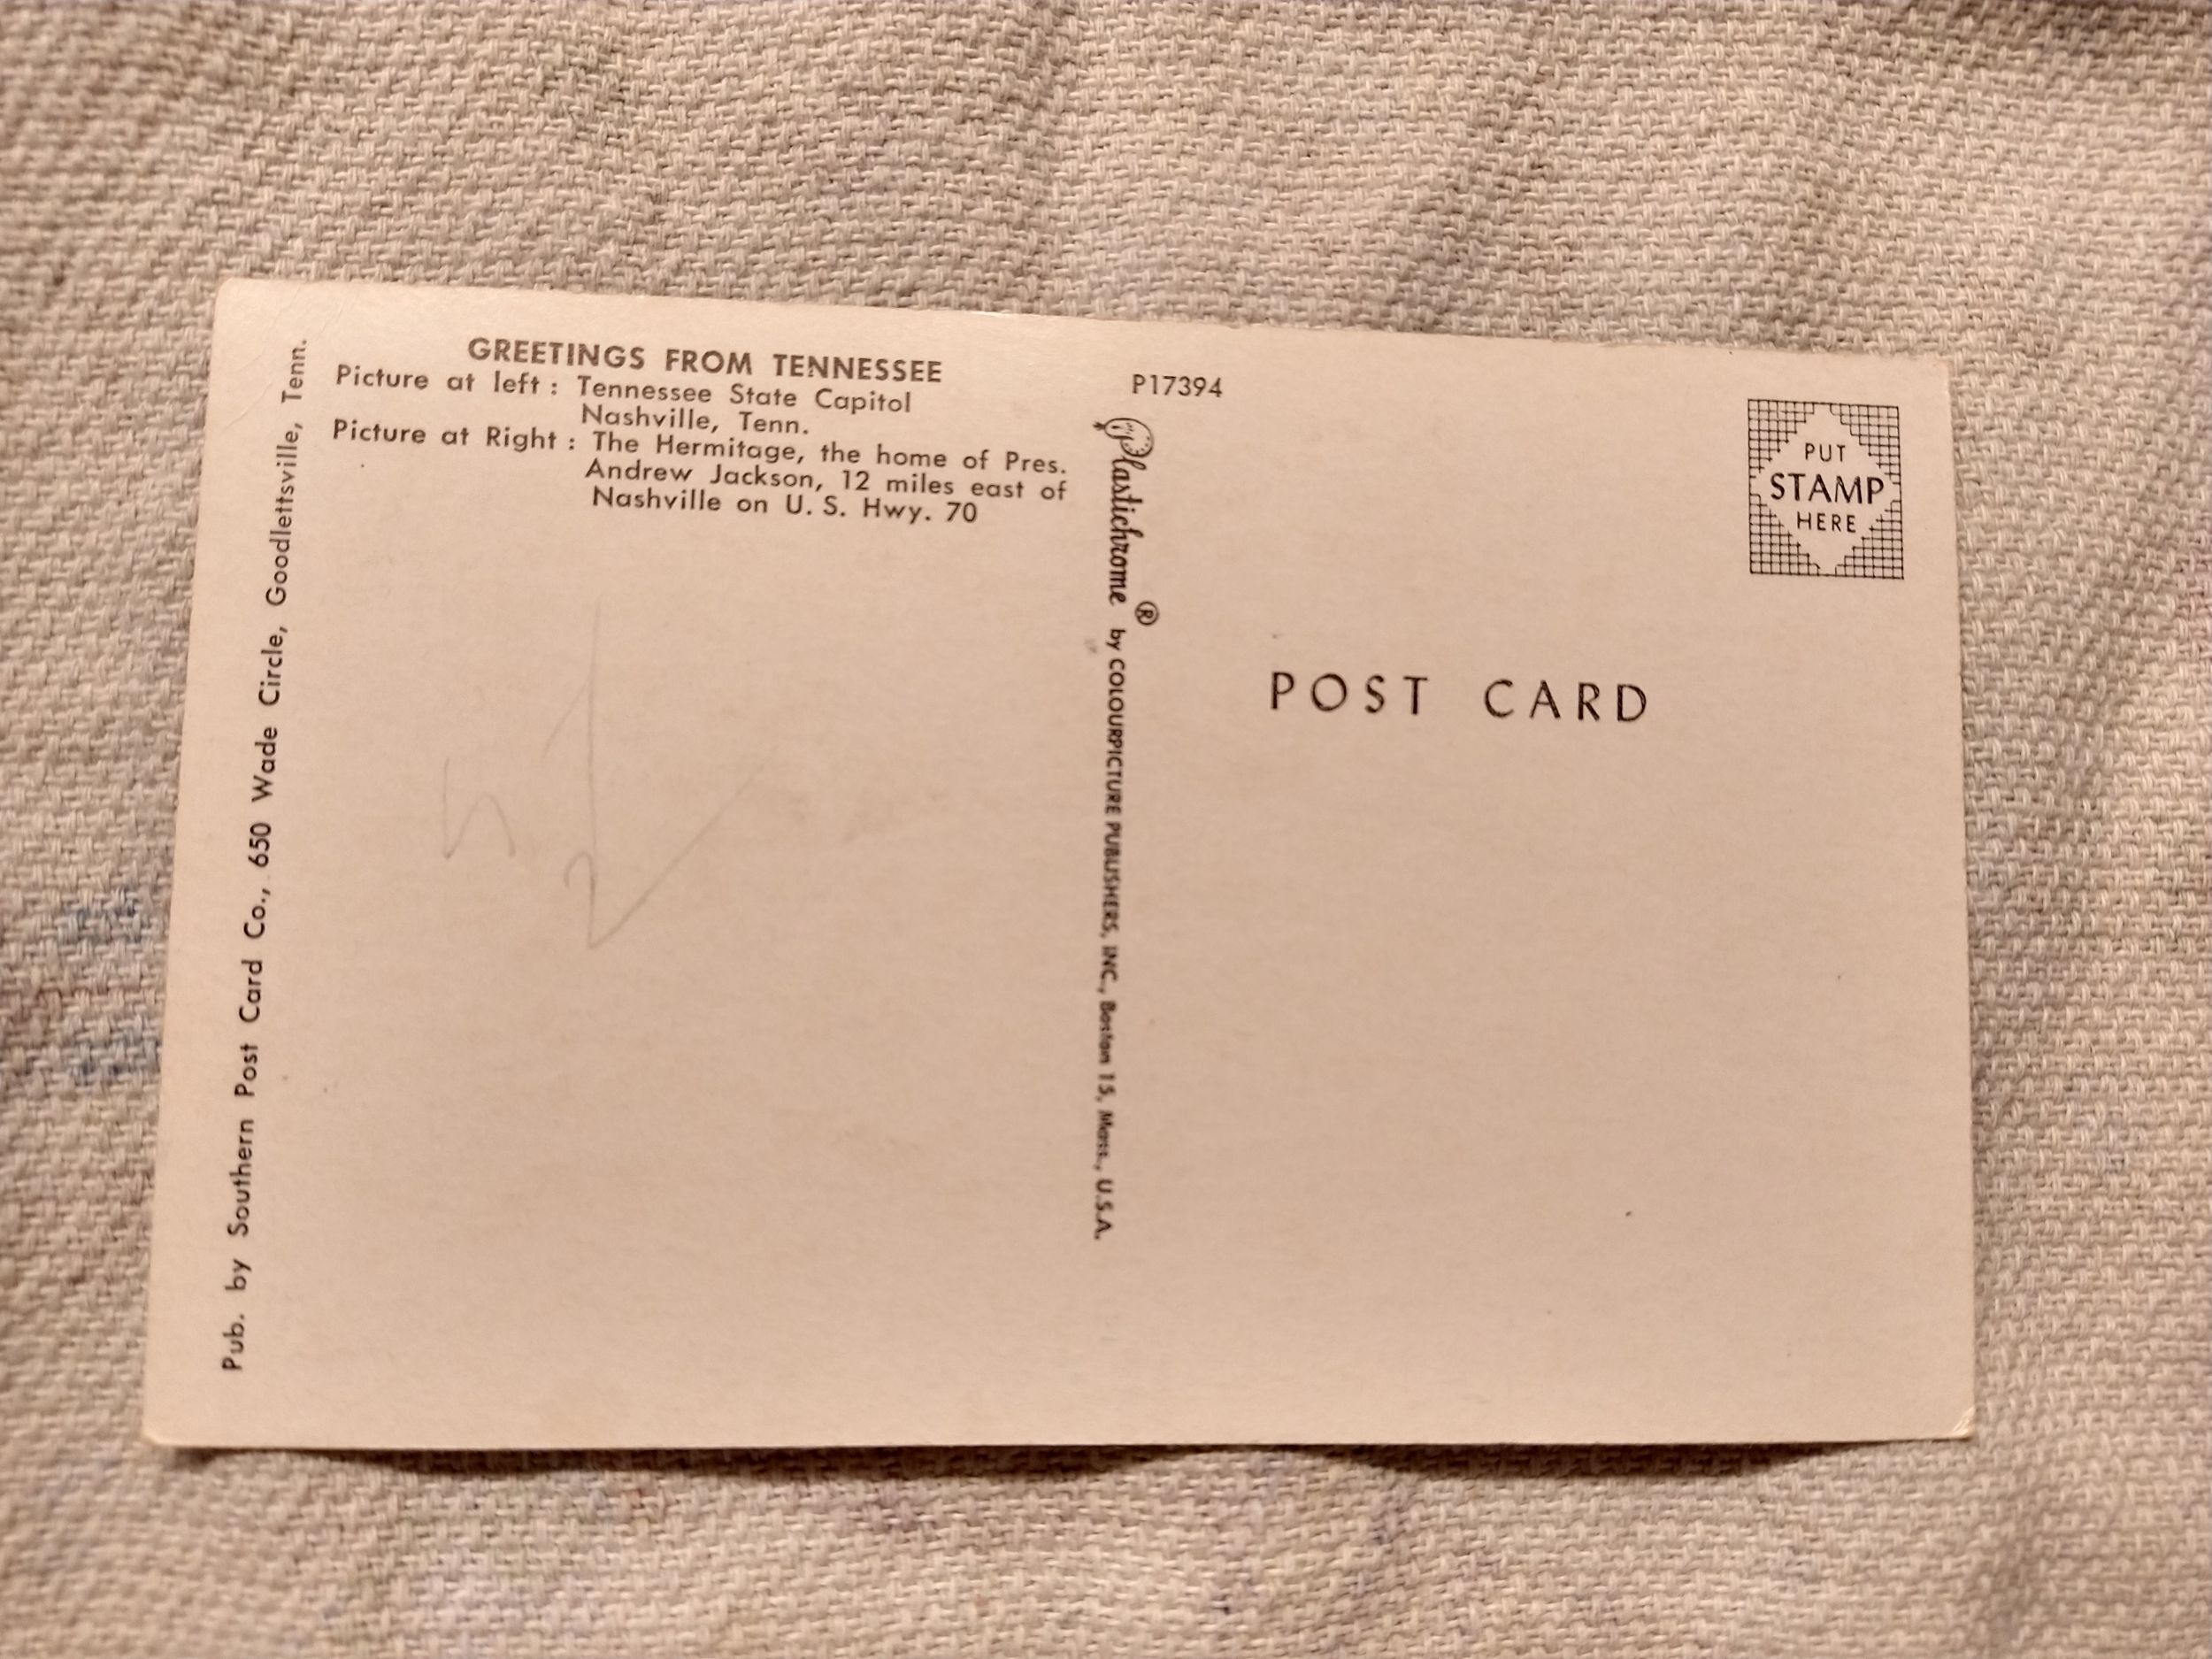 GREETINGS FROM TENNESSEE
Picture at left : Tennessee State Capitol
Nashville, Tenn.
Picture at Right : The Hermitage, the home of Pres.
Andrew Jackson, 12 miles east of
Nashville on U. S. Hwy. 70
Pub. by Southern Post Card Co., 650 Wade Circle, Goodlettsville, Tenn.
P17394
Plastichrome ® by COLOURPICTURE PUBLISHERS, INC., Boston 15, Mass., U.S.A.
PUT
STAMP
HERE
POST CARD